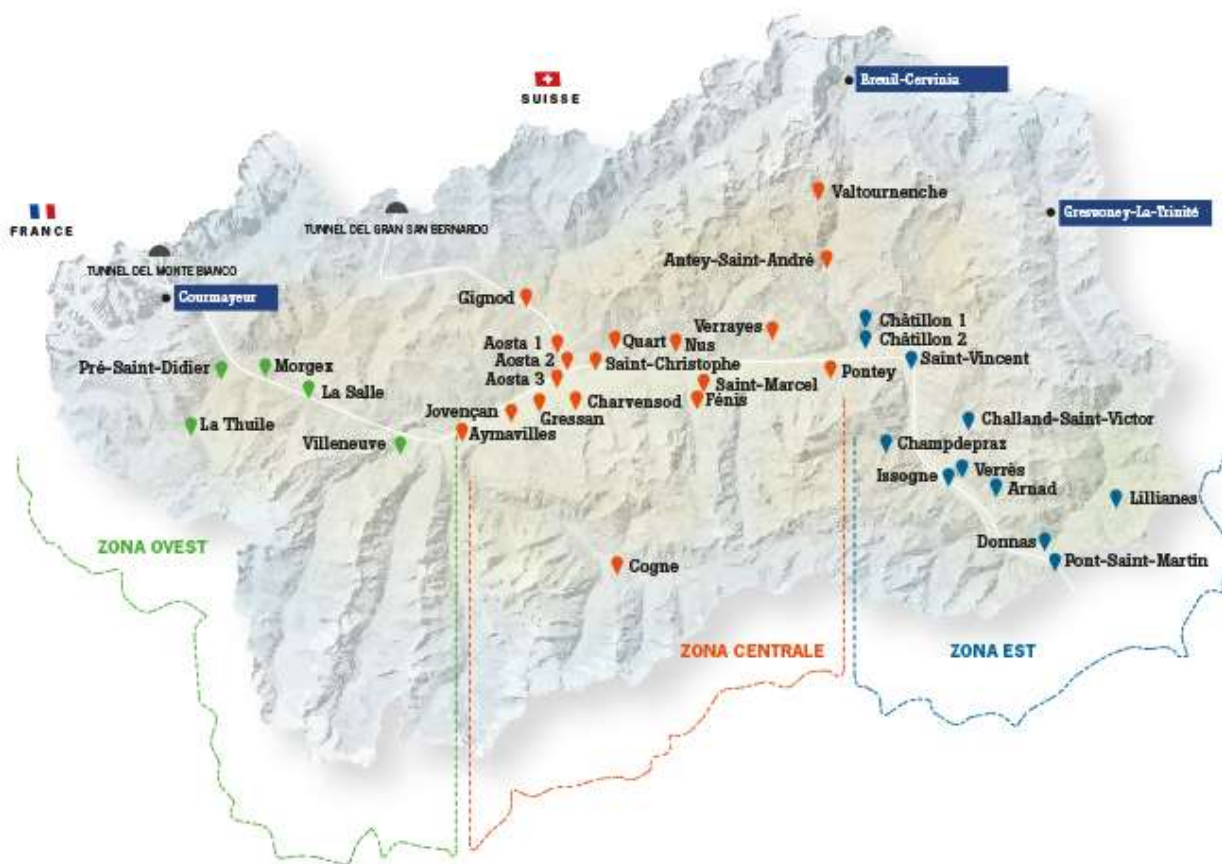 SUISSE
Breuil-Cervinia
Valtournenche
Gressoney-La-Trinité
FRANCE
TUNNEL DEL GRAN SAN BERNARDO
TUNNEL DEL MONTE BIANCO
Courmayeur
Antey-Saint-André
Gignod
Aosta 1
Aosta 2
Aosta 3
Quart
Nus
Verrayes
Châtillon 1
Châtillon 2
Saint-Vincent
Saint-Christophe
Pré-Saint-Didier
Morgex
La Salle
Saint-Marcel
Pontey
Fénis
Charvensod
Gressan
Jovençan
Aymavilles
La Thuile
Villeneuve
Challand-Saint-Victor
Champdepraz
Issogne
Verrès
Arnad
Lillianes
Donnas
Pont-Saint-Martin
Cogne
ZONA OVEST
ZONA CENTRALE
ZONA EST